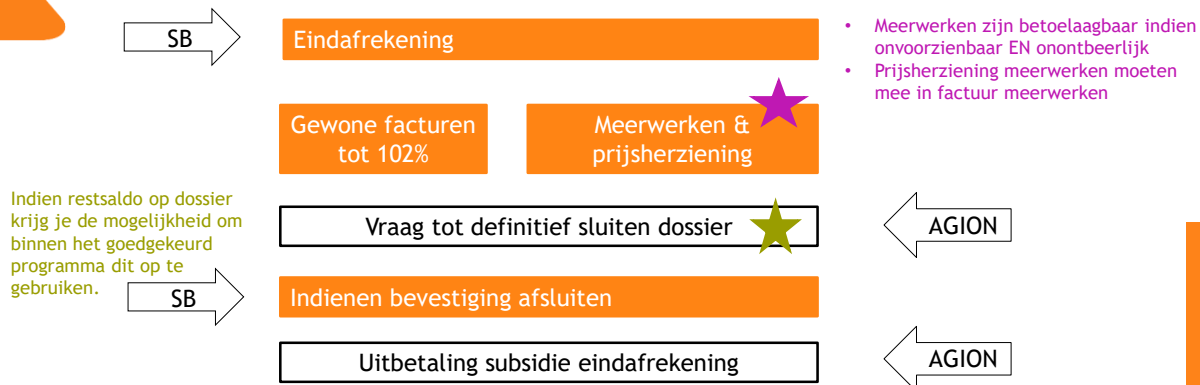 SB
Eindafrekening
• Meerwerken zijn betoelaagbaar indien
onvoorzienbaar EN onontbeerlijk
• Prijsherziening meerwerken moeten
mee in factuur meerwerken
Gewone facturen
tot 102%
Meerwerken &
prijsherziening
Indien restsaldo op dossier
krijg je de mogelijkheid om
binnen het goedgekeurd
programma dit op te
gebruiken.
Vraag tot definitief sluiten dossier
AGION
SB
Indienen bevestiging afsluiten
Uitbetaling subsidie eindafrekening
AGION